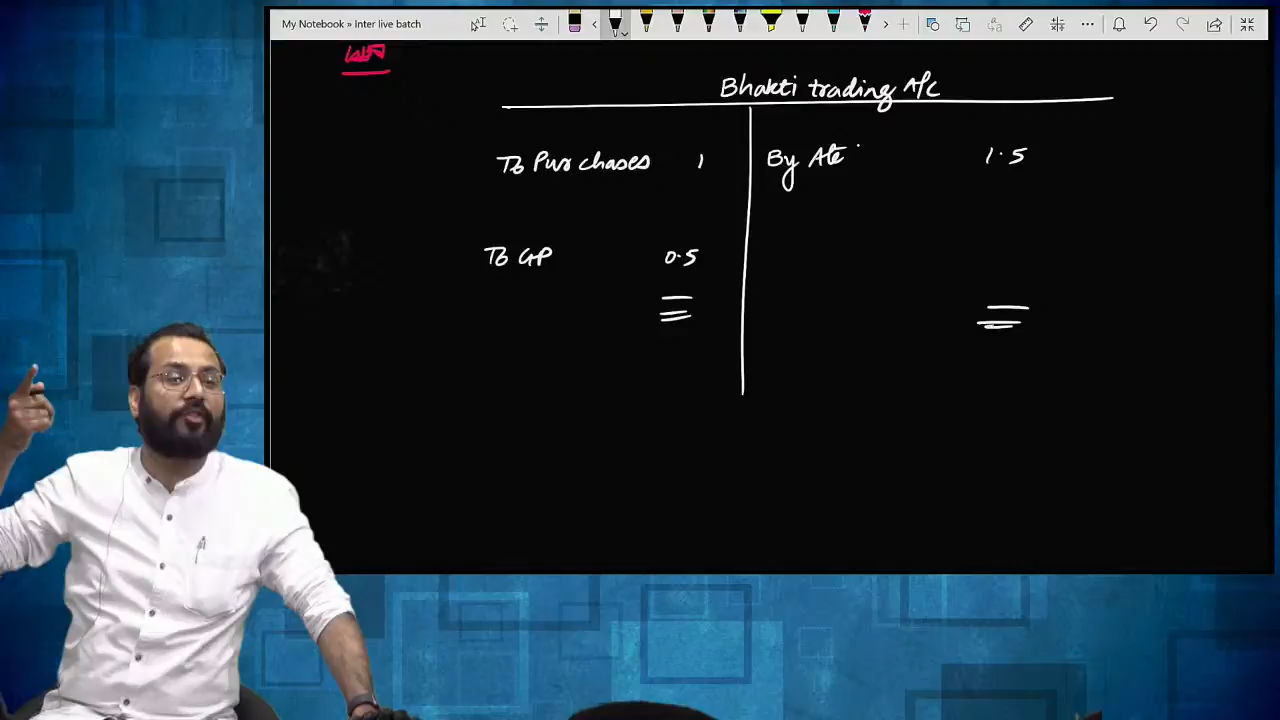 My Notebook » Inter live batch
Bhakti trading A/c
To Purchases 1
By 1.5
To GP 0.5